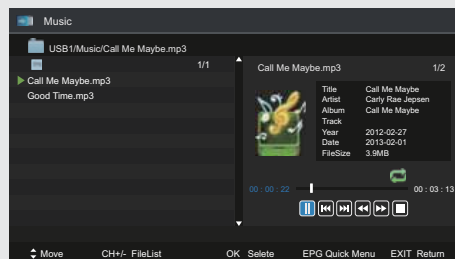 Music
USB1/Music/Call Me Maybe.mp3
1/1
Call Me Maybe.mp3
Good Time.mp3
Call Me Maybe.mp3 1/2
Title Call Me Maybe
Artist Carly Rae Jepsen
Album Call Me Maybe
Track
Year 2012-02-27
Date 2013-02-01
FileSize 3.9MB
00 : 00 : 22 00 : 03 : 13
Move CH+/- FileList OK Selete EPG Quick Menu EXIT Return